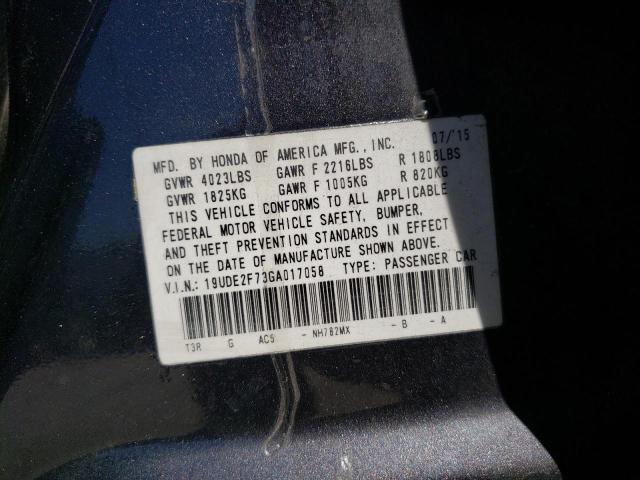 MFD. BY HONDA OF AMERICA MFG., INC. 07/'15
GVWR 4023LBS GAWR F 2216LBS R 1808LBS
GVWR 1825KG GAWR F 1005KG R 820KG
THIS VEHICLE CONFORMS TO ALL APPLICABLE
FEDERAL MOTOR VEHICLE SAFETY, BUMPER,
AND THEFT PREVENTION STANDARDS IN EFFECT
ON THE DATE OF MANUFACTURE SHOWN ABOVE.
V.I.N.: 19UDE2F73GA017058 TYPE: PASSENGER CAR
T3R G AC5 - NH782MX - B - A